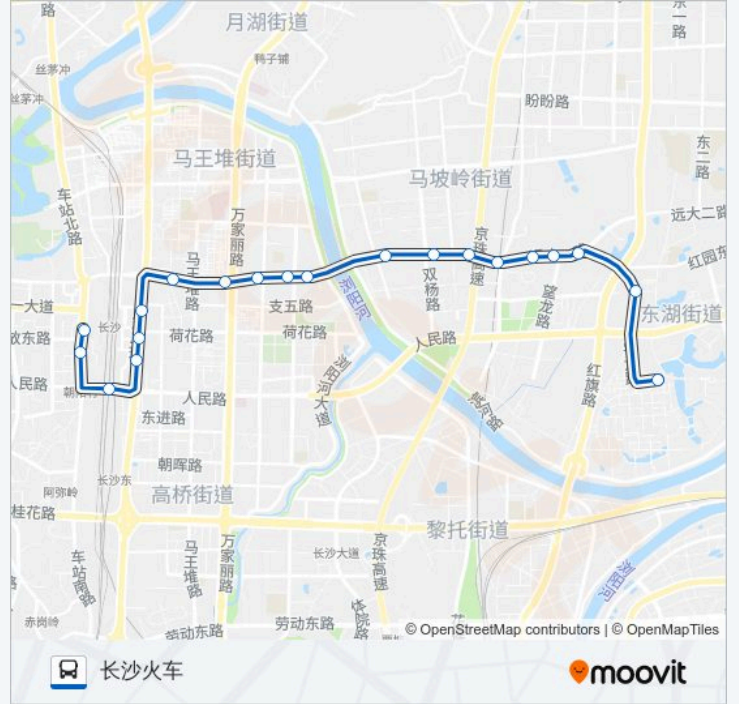 路
月湖街道
京一路
鸭子铺
丝茅冲
丝茅冲
盼盼路
马王堆街道
马坡岭街道
东二路
车站北路
万家丽路
远大二路
京珠高速
红园东
马王堆路
双杨路
望龙路
支五路
浏阳河
一大道
长沙
放东路
荷花路
荷花路
人民路
东湖街道
浏阳河大道
红旗路
人民路
人民路
东进路
朝晖路
长沙东
阿弥岭
高桥街道
桂花路
黎托街道
万家丽路
京珠高速
马王堆路
长沙大道
车站南路
浏阳河
体院路
赤岗岭
劳动东路
劳动东路
© OpenStreetMap contributors | © OpenMapTiles
长沙火车
moovit